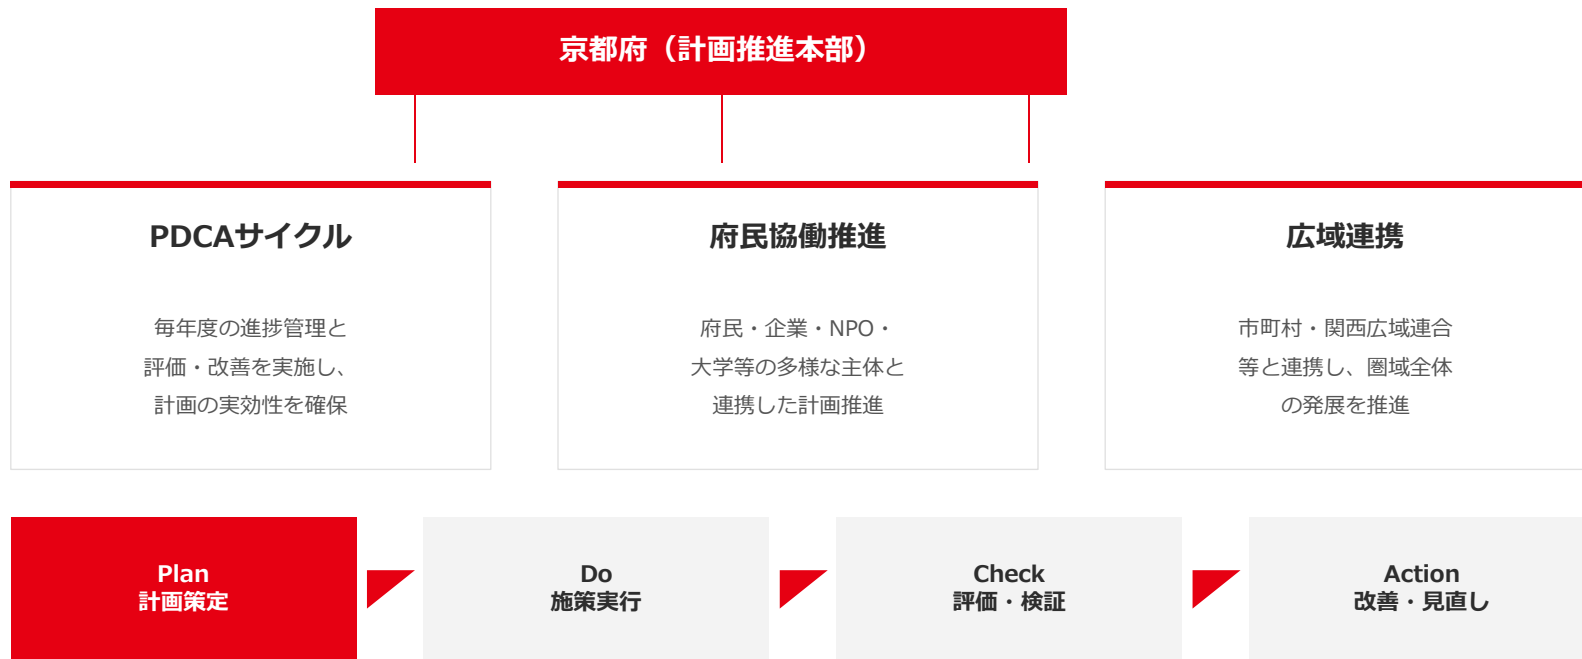 京都府（計画推進本部）
PDCAサイクル
毎年度の進捗管理と
評価・改善を実施し、
計画の実効性を確保
府民協働推進
府民・企業・NPO・
大学等の多様な主体と
連携した計画推進
広域連携
市町村・関西広域連合
等と連携し、圏域全体
の発展を推進
Plan
計画策定
Do
施策実行
Check
評価・検証
Action
改善・見直し